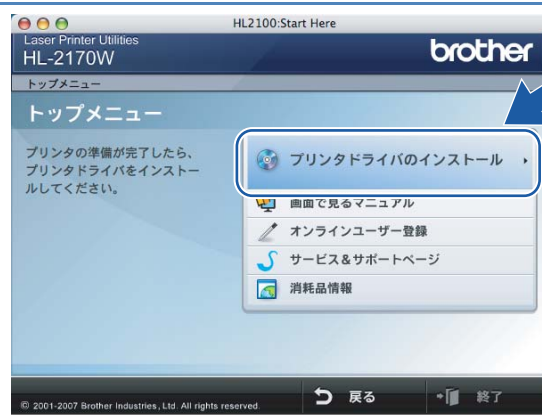 HL2100:Start Here
Laser Printer Utilities
HL-2170W
brother
トップメニュー
トップメニュー
プリンタの準備が完了したら、
プリンタドライバをインストー
ルしてください。
プリンタドライバのインストール
画面で見るマニュアル
オンラインユーザー登録
サービス&サポートページ
消耗品情報
© 2001-2007 Brother Industries, Ltd. All rights reserved.
戻る
終了